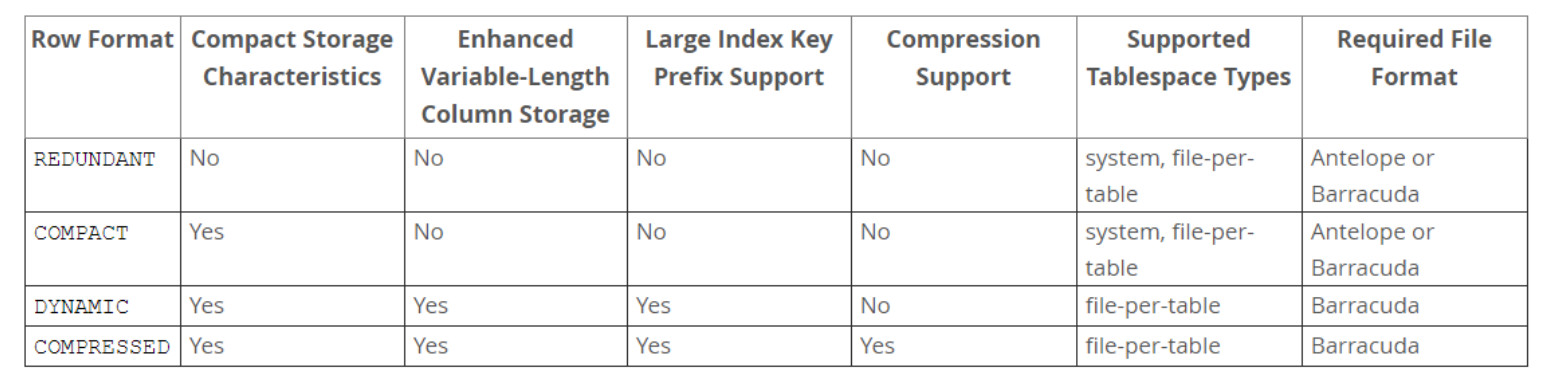 Row Format Compact Storage Characteristics Enhanced Variable-Length Column Storage Large Index Key Prefix Support Compression Support Supported Tablespace Types Required File Format
REDUNDANT No No No No system, file-per-table Antelope or Barracuda
COMPACT Yes No No No system, file-per-table Antelope or Barracuda
DYNAMIC Yes Yes Yes No file-per-table Barracuda
COMPRESSED Yes Yes Yes Yes file-per-table Barracuda